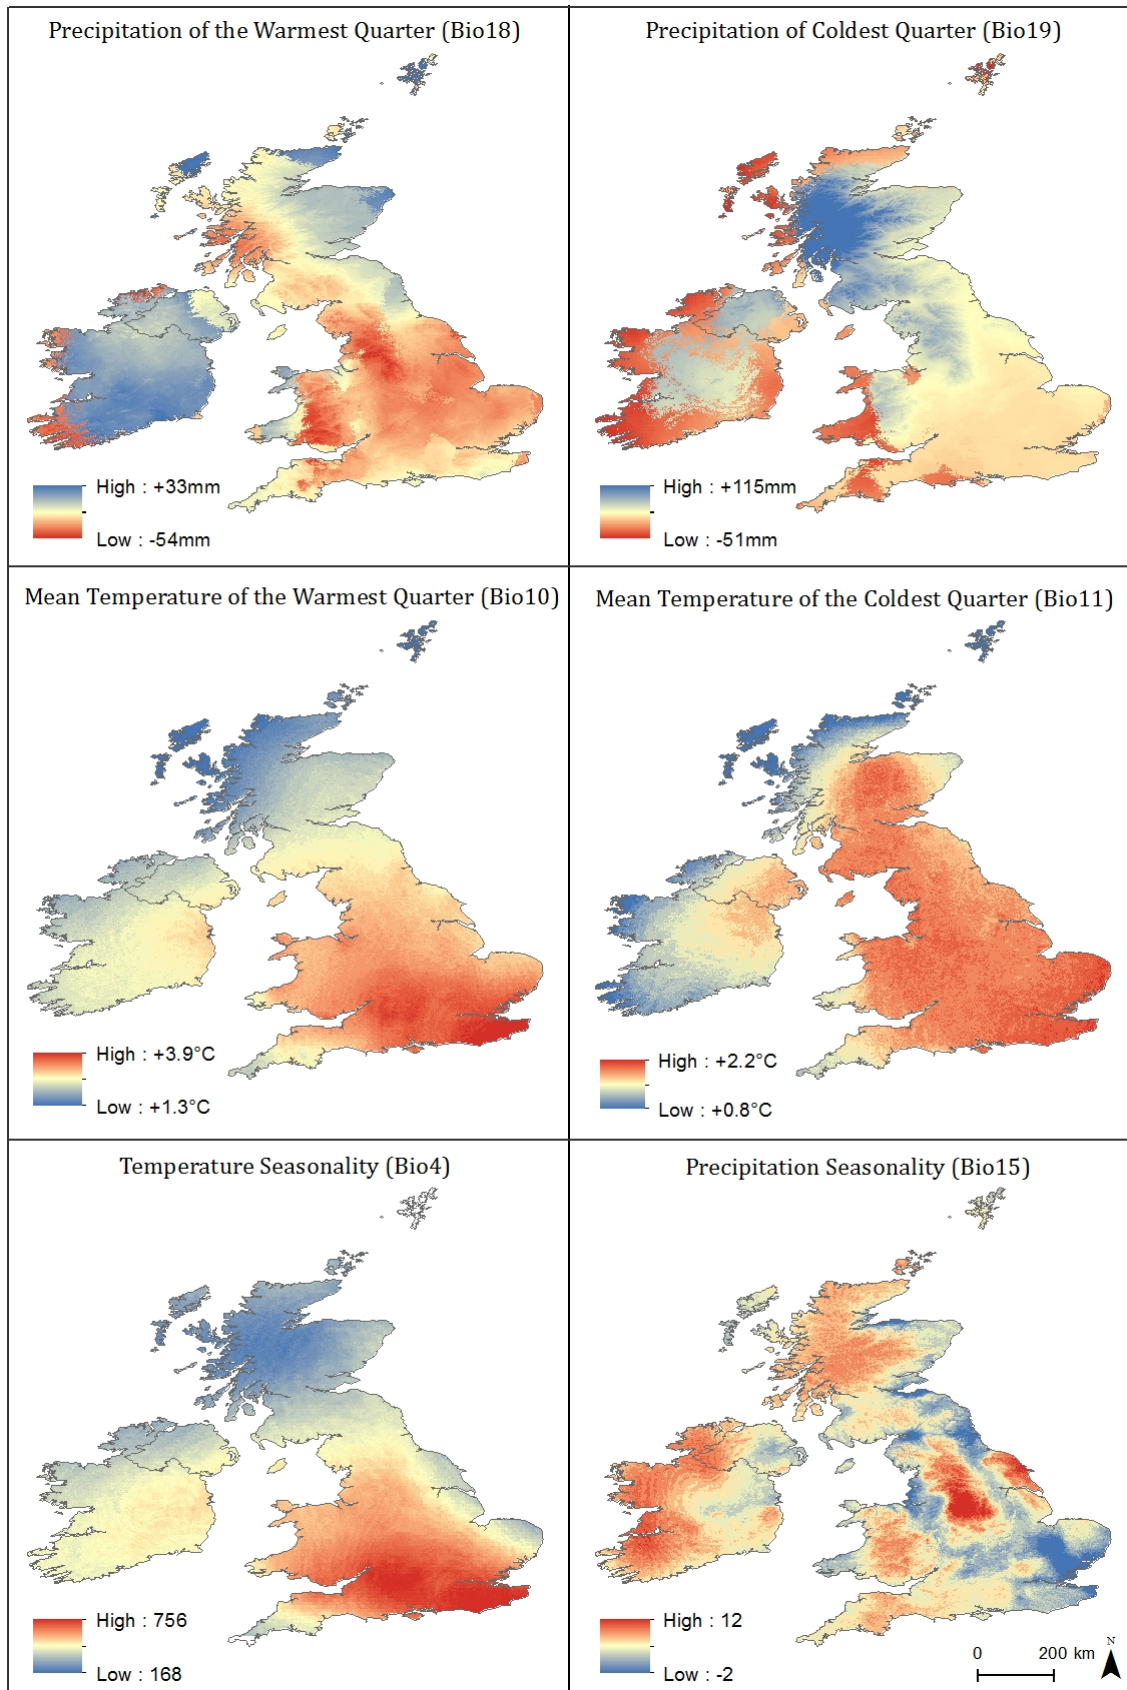 Precipitation of the Warmest Quarter (Bio18)
High : +33mm
Low : -54mm
Precipitation of Coldest Quarter (Bio19)
High : +115mm
Low : -51mm
Mean Temperature of the Warmest Quarter (Bio10)
High : +3.9°C
Low : +1.3°C
Mean Temperature of the Coldest Quarter (Bio11)
High : +2.2°C
Low : +0.8°C
Temperature Seasonality (Bio4)
High : 756
Low : 168
Precipitation Seasonality (Bio15)
High : 12
Low : -2
0 200 km
N